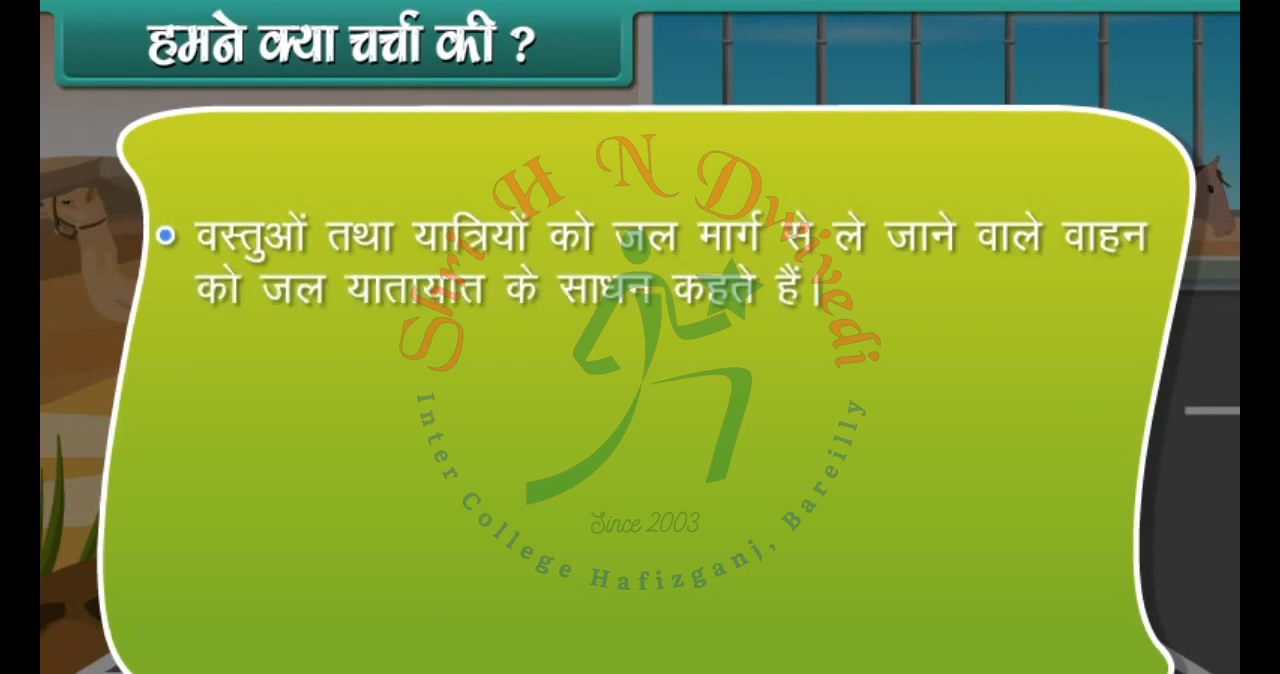 हमने क्या चर्चा की ?
वस्तुओं तथा यात्रियों को जल मार्ग से ले जाने वाले वाहन
को जल यातायात के साधन कहते हैं।
Shri H N Dwivedi
Since 2003
Inter College Hafizganj, Bareilly